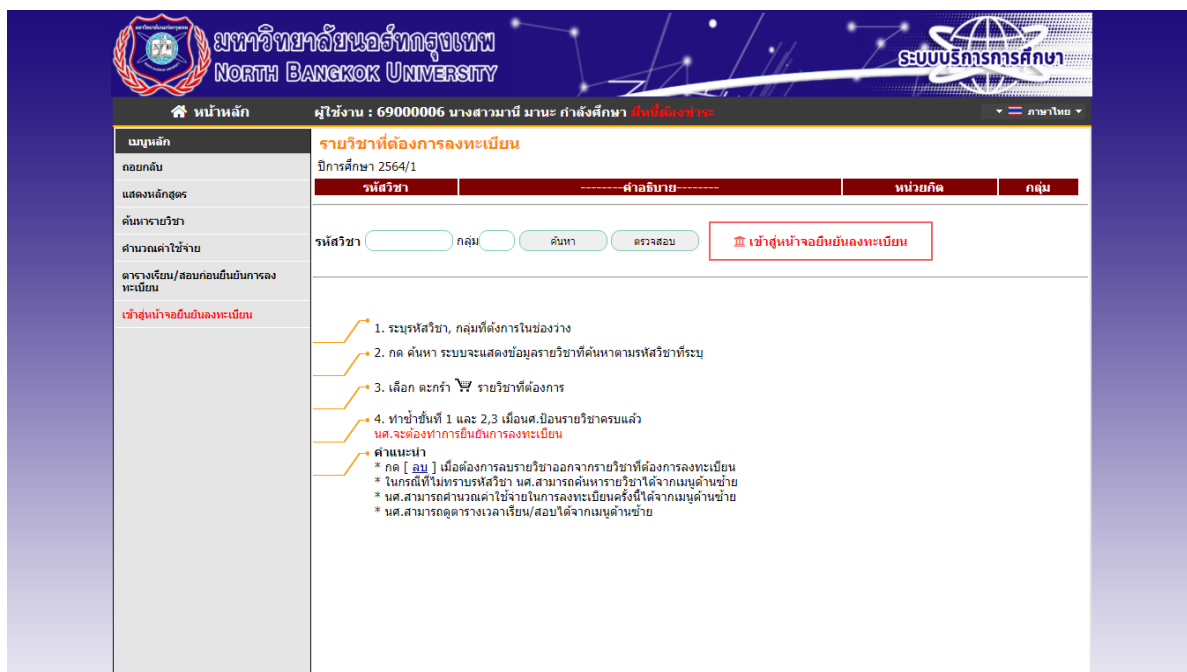 มหาวิทยาลัยนอร์ทกรุงเทพ
NORTH BANGKOK UNIVERSITY
ระบบบริการการศึกษา
หน้าหลัก
ผู้ใช้งาน : 69000006 นางสาวมานี มานะ กำลังศึกษา มีหนี้ต้องชำระ
ภาษาไทย
เมนูหลัก
ถอยกลับ
แสดงหลักสูตร
ค้นหารายวิชา
คำนวณค่าใช้จ่าย
ตารางเรียน/สอบก่อนยืนยันการลง
ทะเบียน
เข้าสู่หน้าจอยืนยันลงทะเบียน
รายวิชาที่ต้องการลงทะเบียน
ปีการศึกษา 2564/1
รหัสวิชา --------คำอธิบาย-------- หน่วยกิต กลุ่ม
รหัสวิชา กลุ่ม ค้นหา ตรวจสอบ เข้าสู่หน้าจอยืนยันลงทะเบียน
1. ระบุรหัสวิชา, กลุ่มที่ต้งการในช่องว่าง
2. กด ค้นหา ระบบจะแสดงข้อมูลรายวิชาที่ค้นหาตามรหัสวิชาที่ระบุ
3. เลือก ตะกร้า รายวิชาที่ต้องการ
4. ทำซ้ำขั้นที่ 1 และ 2,3 เมื่อนศ.ป้อนรายวิชาครบแล้ว
นศ.จะต้องทำการยืนยันการลงทะเบียน
คำแนะนำ
* กด [ ลบ ] เมื่อต้องการลบรายวิชาออกจากรายวิชาที่ต้องการลงทะเบียน
* ในกรณีที่ไม่ทราบรหัสวิชา นศ.สามารถค้นหารายวิชาได้จากเมนูด้านซ้าย
* นศ.สามารถคำนวณค่าใช้จ่ายในการลงทะเบียนครั้งนี้ได้จากเมนูด้านซ้าย
* นศ.สามารถดูตารางเวลาเรียน/สอบได้จากเมนูด้านซ้าย